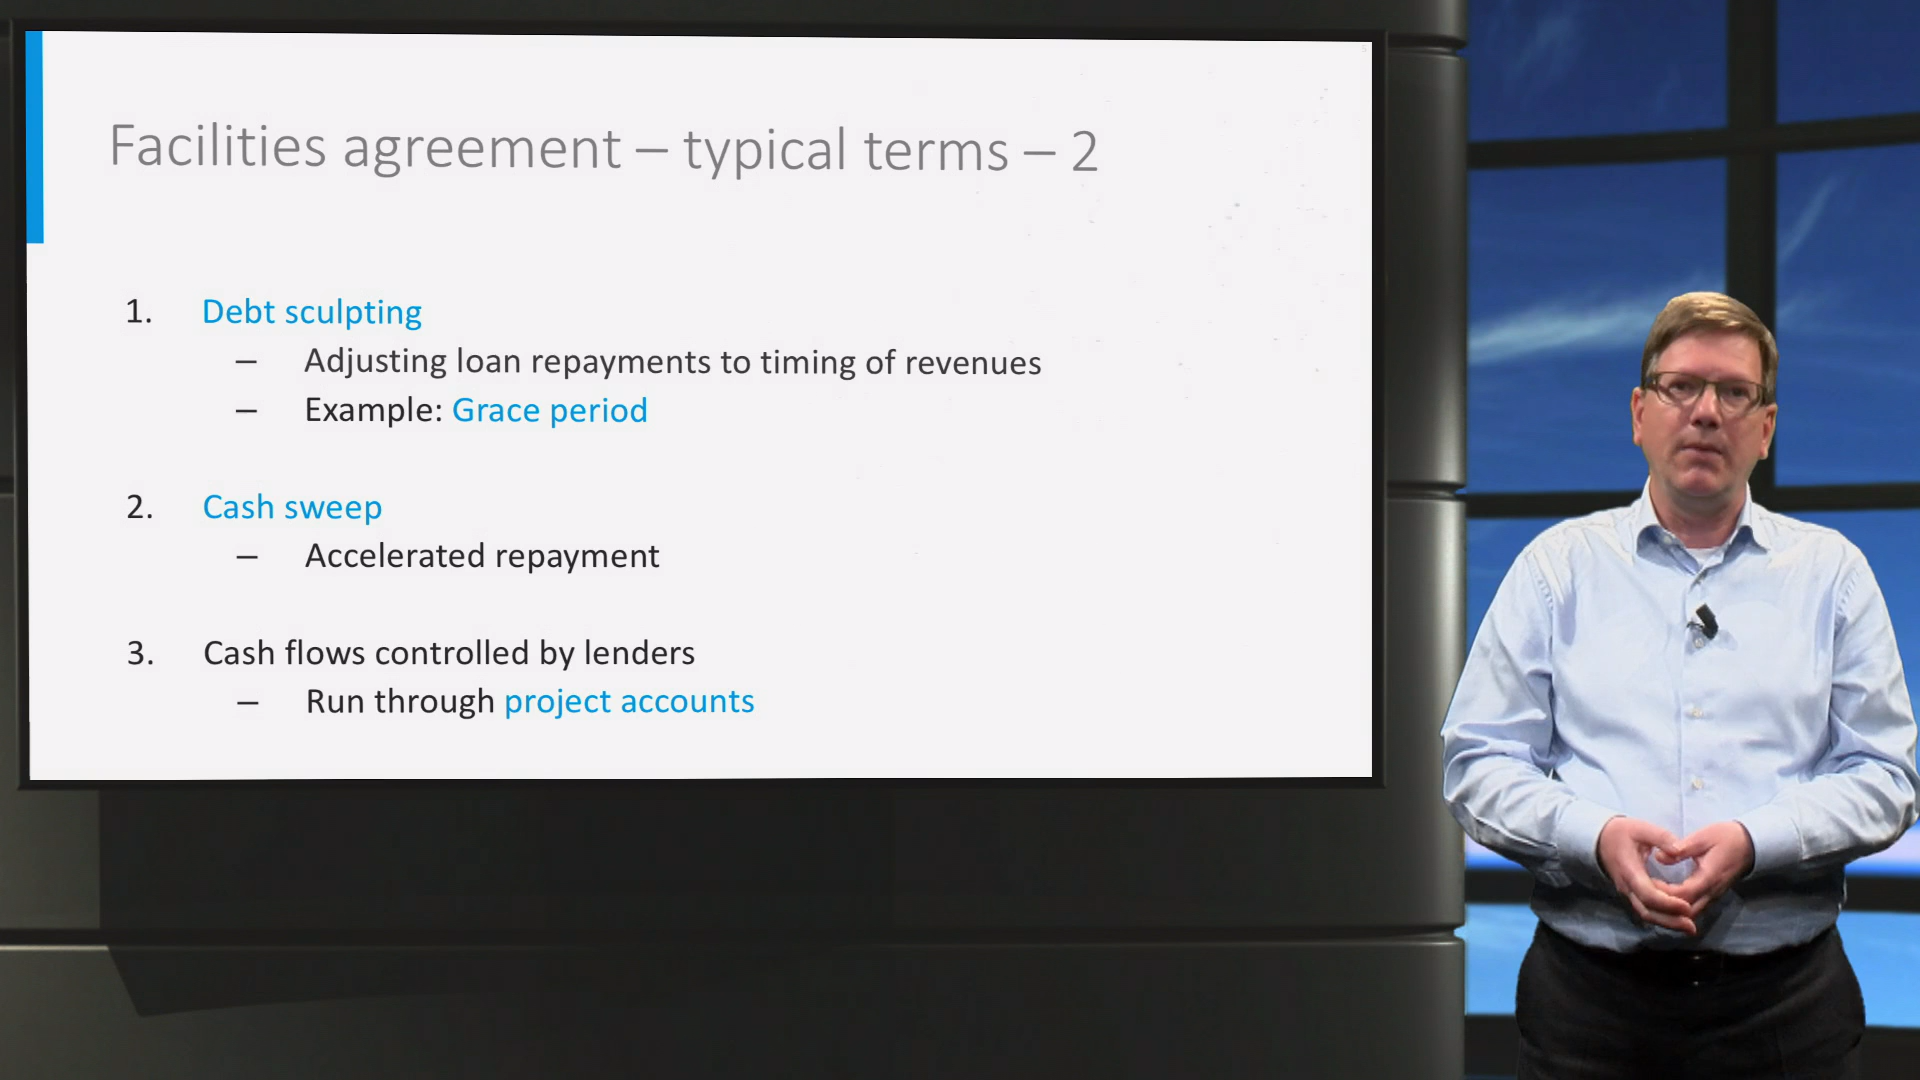 5
Facilities agreement – typical terms – 2
1. Debt sculpting
– Adjusting loan repayments to timing of revenues
– Example: Grace period
2. Cash sweep
– Accelerated repayment
3. Cash flows controlled by lenders
– Run through project accounts